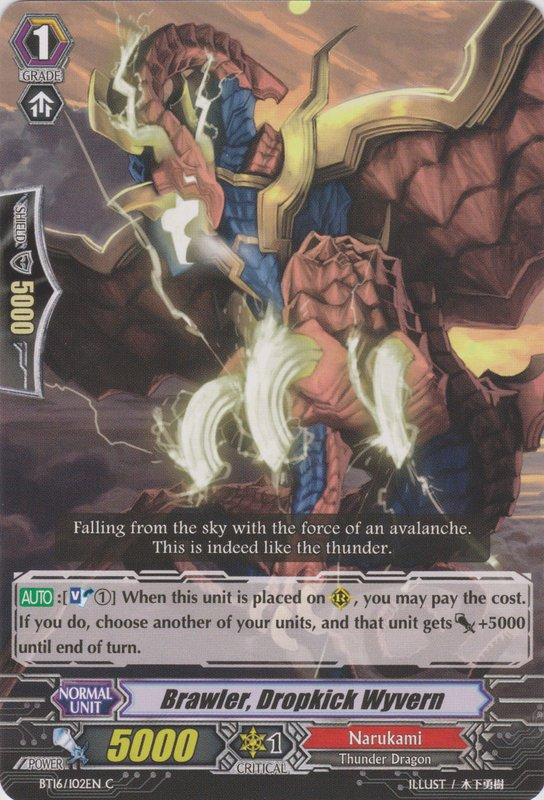 1
GRADE
SHIELD
5000
Falling from the sky with the force of an avalanche.
This is indeed like the thunder.
AUTO:[V ①] When this unit is placed on R, you may pay the cost.
If you do, choose another of your units, and that unit gets +5000
until end of turn.
NORMAL
UNIT
Brawler, Dropkick Wyvern
POWER
5000
1
CRITICAL
Narukami
Thunder Dragon
BT16/102EN C
ILLUST / 木下勇樹